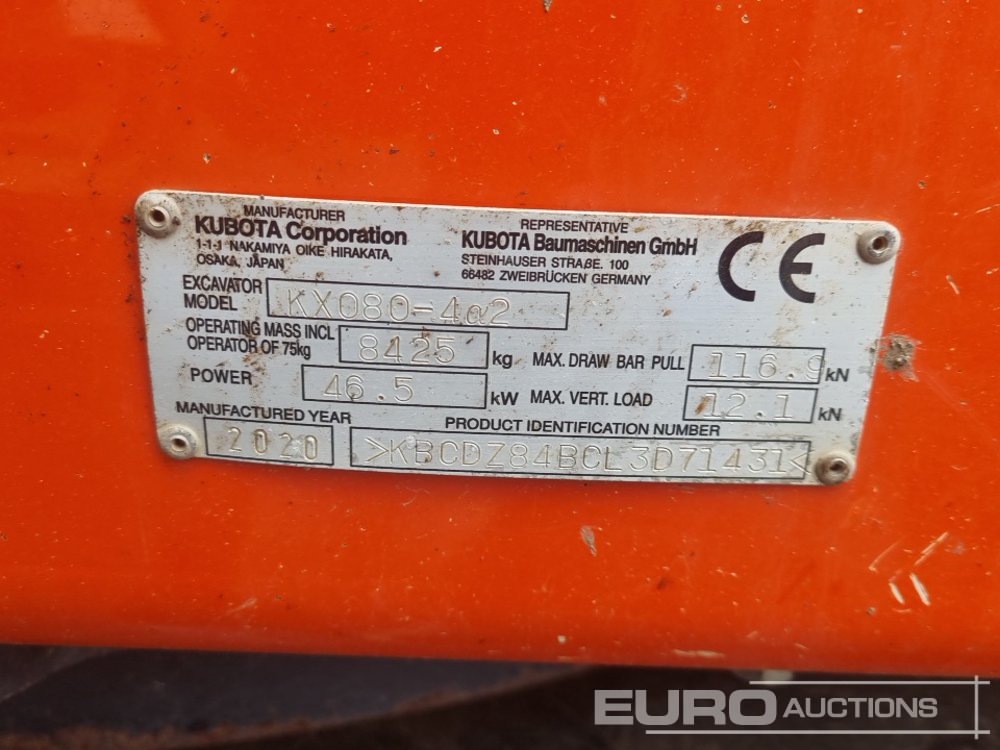 MANUFACTURER
KUBOTA Corporation
1-1-1 NAKAMIYA OIKE HIRAKATA,
OSAKA, JAPAN
REPRESENTATIVE
KUBOTA Baumaschinen GmbH
STEINHAUSER STRAßE. 100
66482 ZWEIBRÜCKEN GERMANY
CE
EXCAVATOR
MODEL KX080-4α2
OPERATING MASS INCL
OPERATOR OF 75kg 8425 kg
MAX. DRAW BAR PULL 116.9 kN
POWER 46.5 kW
MAX. VERT. LOAD 12.1 kN
MANUFACTURED YEAR
2020
PRODUCT IDENTIFICATION NUMBER
>KBCDZ84BCL3D71431<
EURO AUCTIONS